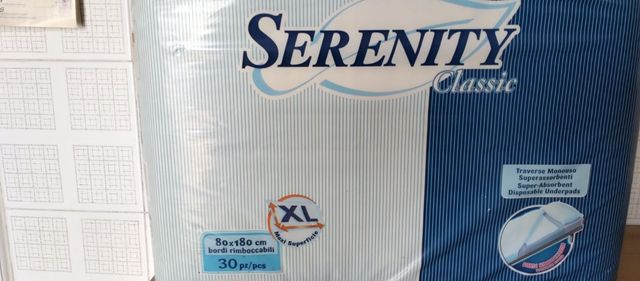 SERENITY
Classic
Traverse Monouso
Superassorbenti
Super-Absorbent
Disposable Underpads
XL
Maxi Superficie
80x180 cm
bordi rimboccabili
30 pz/pcs